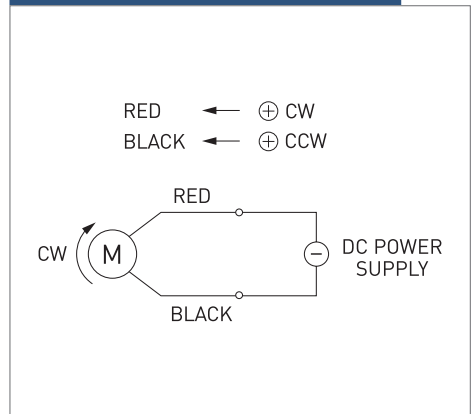 RED ← ⊕ CW
BLACK ← ⊕ CCW
RED
CW
M
⊖
DC POWER
SUPPLY
BLACK